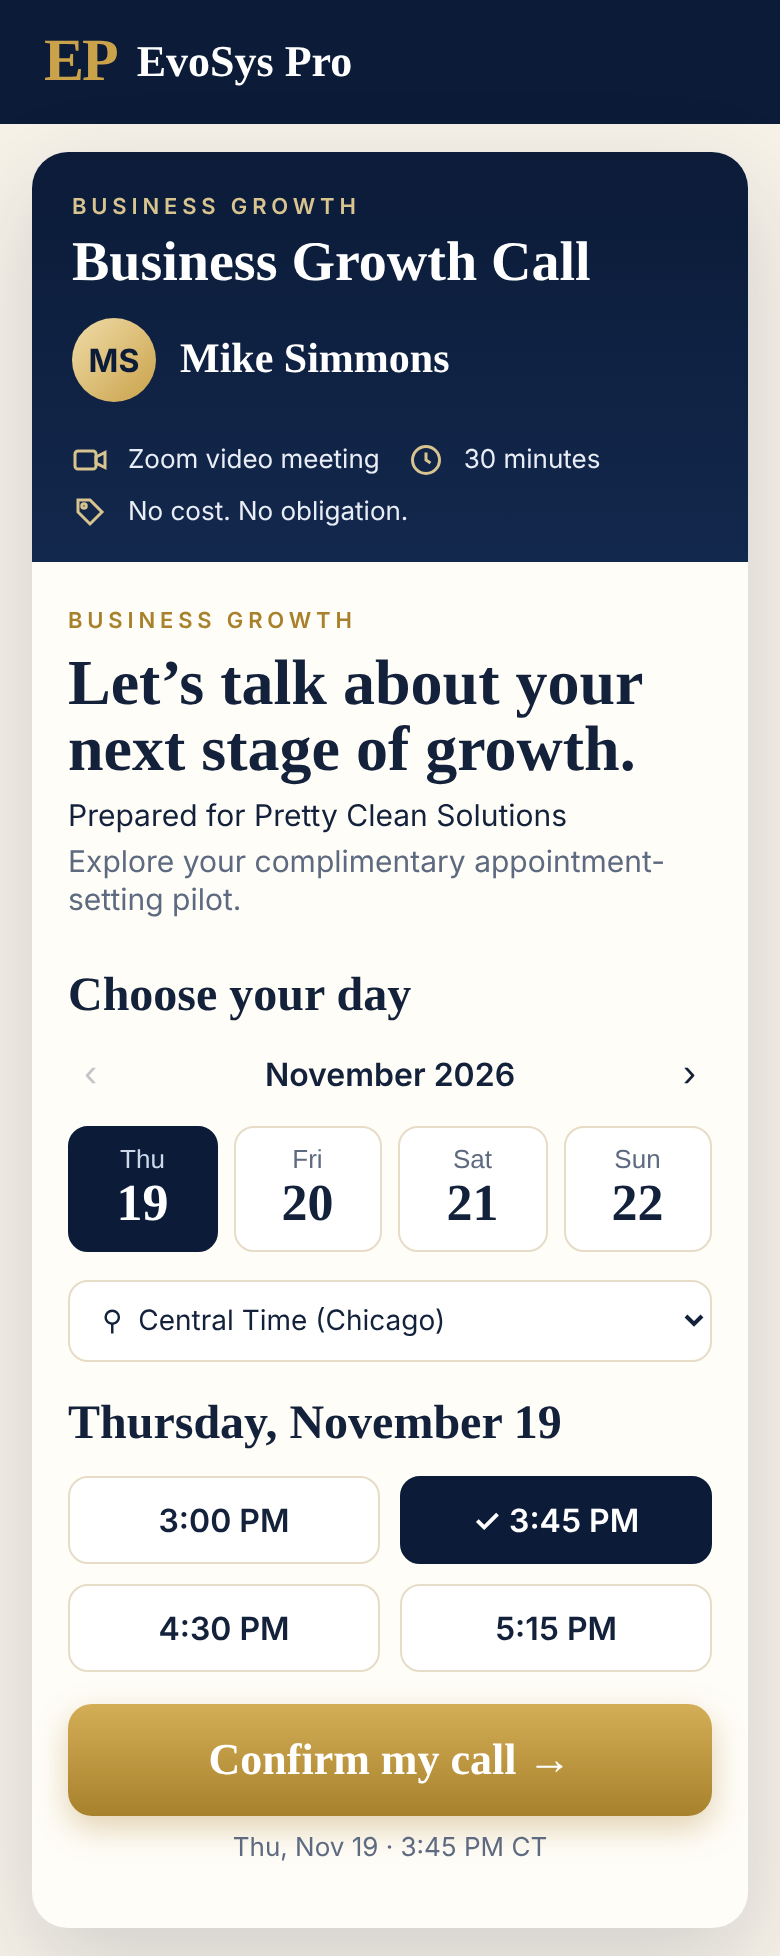 EP EvoSys Pro
BUSINESS GROWTH
Business Growth Call
MS Mike Simmons
Zoom video meeting 30 minutes
No cost. No obligation.
BUSINESS GROWTH
Let’s talk about your
next stage of growth.
Prepared for Pretty Clean Solutions
Explore your complimentary appointment-
setting pilot.
Choose your day
‹ November 2026 ›
Thu Fri Sat Sun
19 20 21 22
⚲ Central Time (Chicago)
Thursday, November 19
3:00 PM ✓ 3:45 PM
4:30 PM 5:15 PM
Confirm my call →
Thu, Nov 19 · 3:45 PM CT